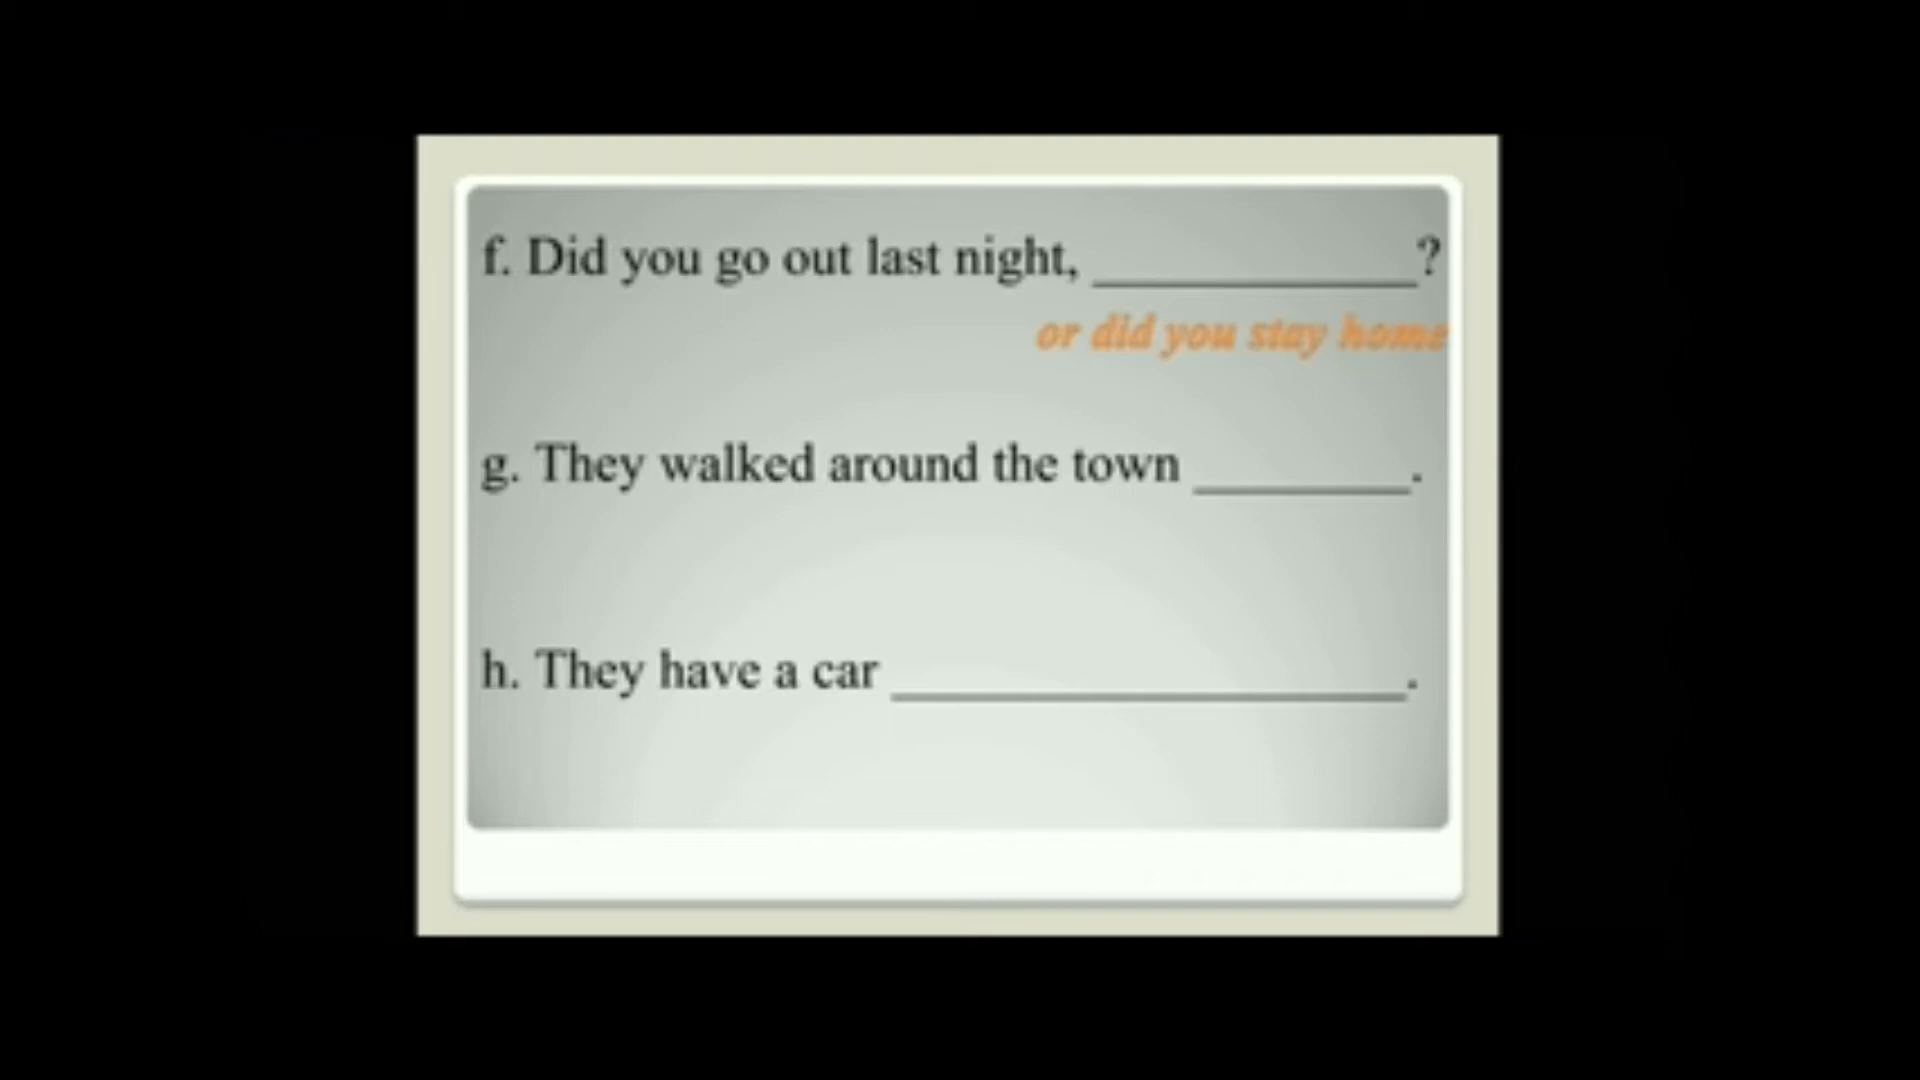 f. Did you go out last night, ____________?
or did you stay home
g. They walked around the town ________.
h. They have a car ___________________.